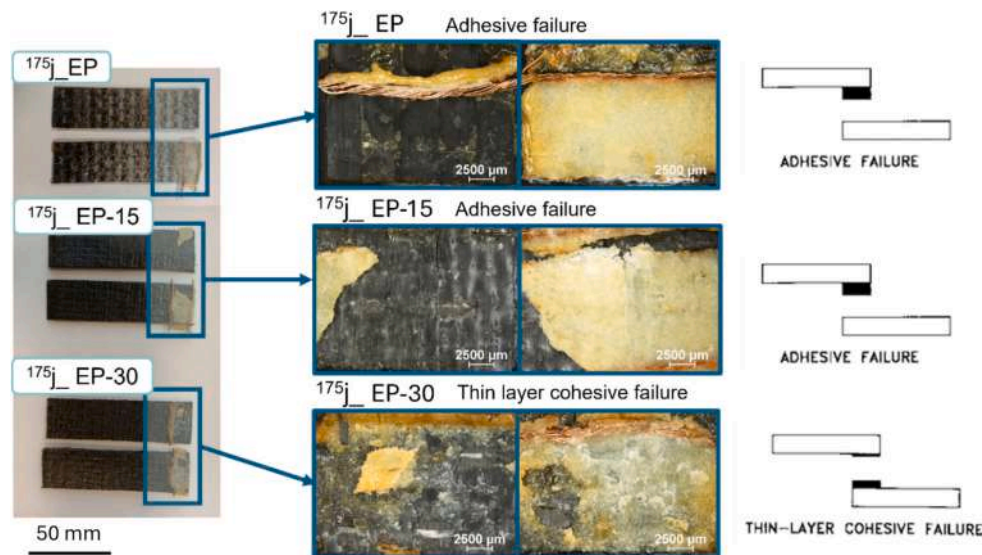 ¹⁷⁵j_ EP Adhesive failure
¹⁷⁵j_EP
2500 µm
2500 µm
ADHESIVE FAILURE
¹⁷⁵j_ EP-15
¹⁷⁵j_ EP-15 Adhesive failure
2500 µm
2500 µm
ADHESIVE FAILURE
¹⁷⁵j_ EP-30
¹⁷⁵j_ EP-30 Thin layer cohesive failure
2500 µm
2500 µm
50 mm
THIN-LAYER COHESIVE FAILURE